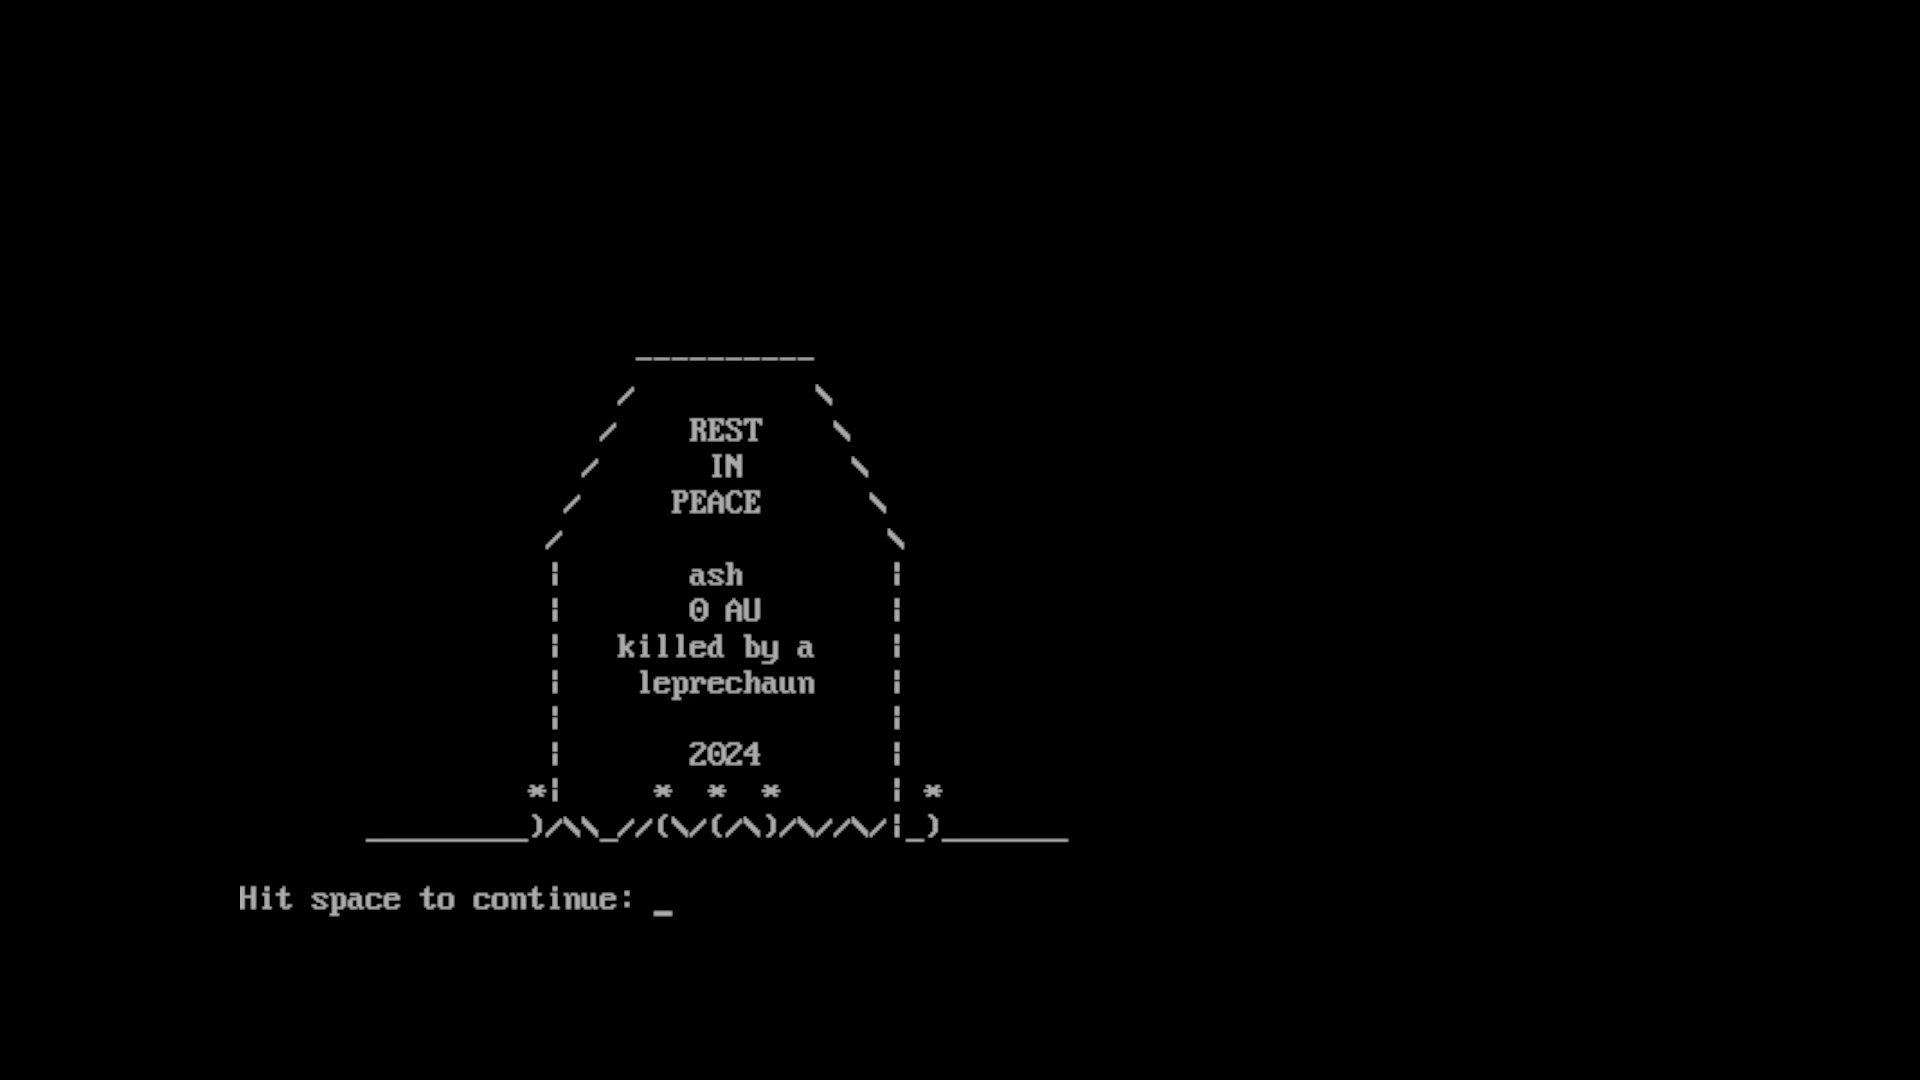 REST
IN
PEACE
ash
0 AU
killed by a
leprechaun
2024
Hit space to continue: _